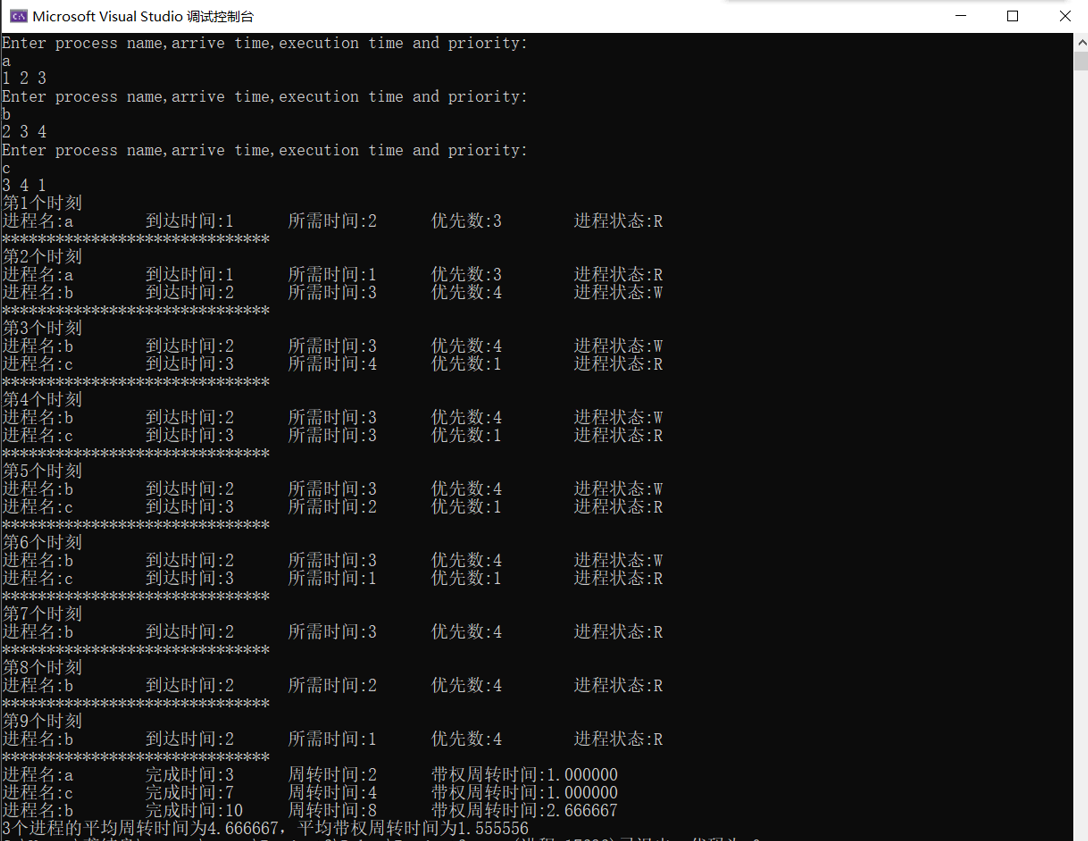 Microsoft Visual Studio 调试控制台
Enter process name,arrive time,execution time and priority:
a
1 2 3
Enter process name,arrive time,execution time and priority:
b
2 3 4
Enter process name,arrive time,execution time and priority:
c
3 4 1
第1个时刻
进程名:a 到达时间:1 所需时间:2 优先数:3 进程状态:R
******************************
第2个时刻
进程名:a 到达时间:1 所需时间:1 优先数:3 进程状态:R
进程名:b 到达时间:2 所需时间:3 优先数:4 进程状态:W
******************************
第3个时刻
进程名:b 到达时间:2 所需时间:3 优先数:4 进程状态:W
进程名:c 到达时间:3 所需时间:4 优先数:1 进程状态:R
******************************
第4个时刻
进程名:b 到达时间:2 所需时间:3 优先数:4 进程状态:W
进程名:c 到达时间:3 所需时间:3 优先数:1 进程状态:R
******************************
第5个时刻
进程名:b 到达时间:2 所需时间:3 优先数:4 进程状态:W
进程名:c 到达时间:3 所需时间:2 优先数:1 进程状态:R
******************************
第6个时刻
进程名:b 到达时间:2 所需时间:3 优先数:4 进程状态:W
进程名:c 到达时间:3 所需时间:1 优先数:1 进程状态:R
******************************
第7个时刻
进程名:b 到达时间:2 所需时间:3 优先数:4 进程状态:R
******************************
第8个时刻
进程名:b 到达时间:2 所需时间:2 优先数:4 进程状态:R
******************************
第9个时刻
进程名:b 到达时间:2 所需时间:1 优先数:4 进程状态:R
******************************
进程名:a 完成时间:3 周转时间:2 带权周转时间:1.000000
进程名:c 完成时间:7 周转时间:4 带权周转时间:1.000000
进程名:b 完成时间:10 周转时间:8 带权周转时间:2.666667
3个进程的平均周转时间为4.666667，平均带权周转时间为1.555556